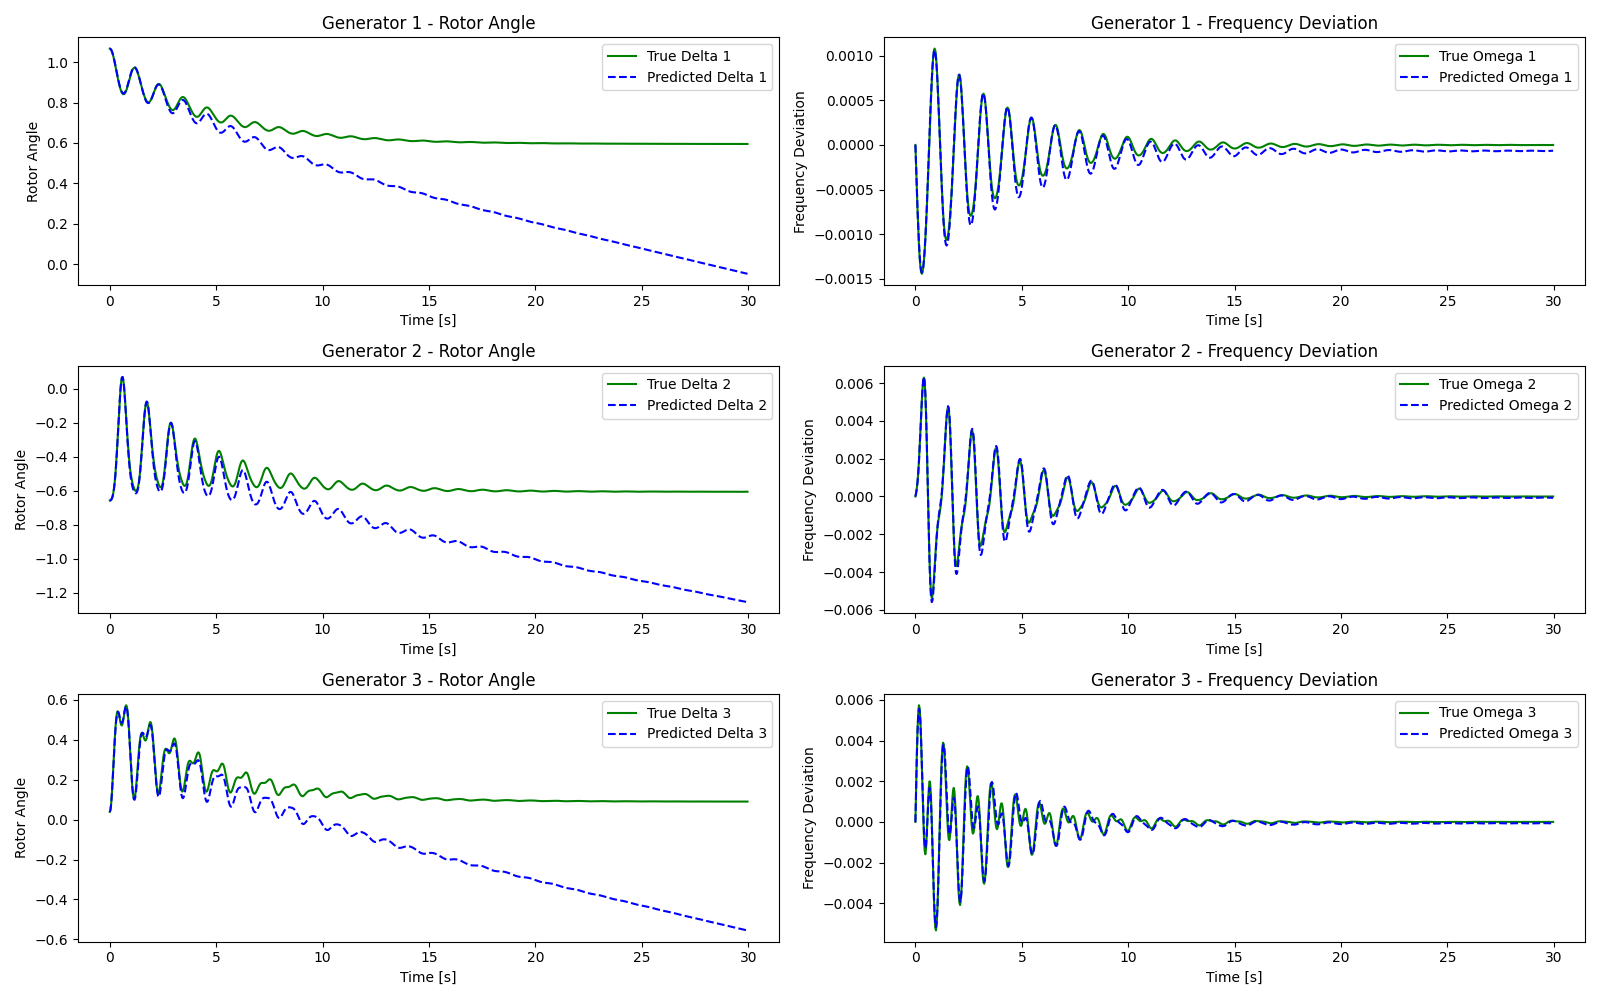 Generator 1 - Rotor Angle
Rotor Angle
1.0
0.8
0.6
0.4
0.2
0.0
True Delta 1
Predicted Delta 1
0 5 10 15 20 25 30
Time [s]
Generator 1 - Frequency Deviation
Frequency Deviation
0.0010
0.0005
0.0000
−0.0005
−0.0010
−0.0015
True Omega 1
Predicted Omega 1
0 5 10 15 20 25 30
Time [s]
Generator 2 - Rotor Angle
Rotor Angle
0.0
−0.2
−0.4
−0.6
−0.8
−1.0
−1.2
True Delta 2
Predicted Delta 2
0 5 10 15 20 25 30
Time [s]
Generator 2 - Frequency Deviation
Frequency Deviation
0.006
0.004
0.002
0.000
−0.002
−0.004
−0.006
True Omega 2
Predicted Omega 2
0 5 10 15 20 25 30
Time [s]
Generator 3 - Rotor Angle
Rotor Angle
0.6
0.4
0.2
0.0
−0.2
−0.4
−0.6
True Delta 3
Predicted Delta 3
0 5 10 15 20 25 30
Time [s]
Generator 3 - Frequency Deviation
Frequency Deviation
0.006
0.004
0.002
0.000
−0.002
−0.004
True Omega 3
Predicted Omega 3
0 5 10 15 20 25 30
Time [s]